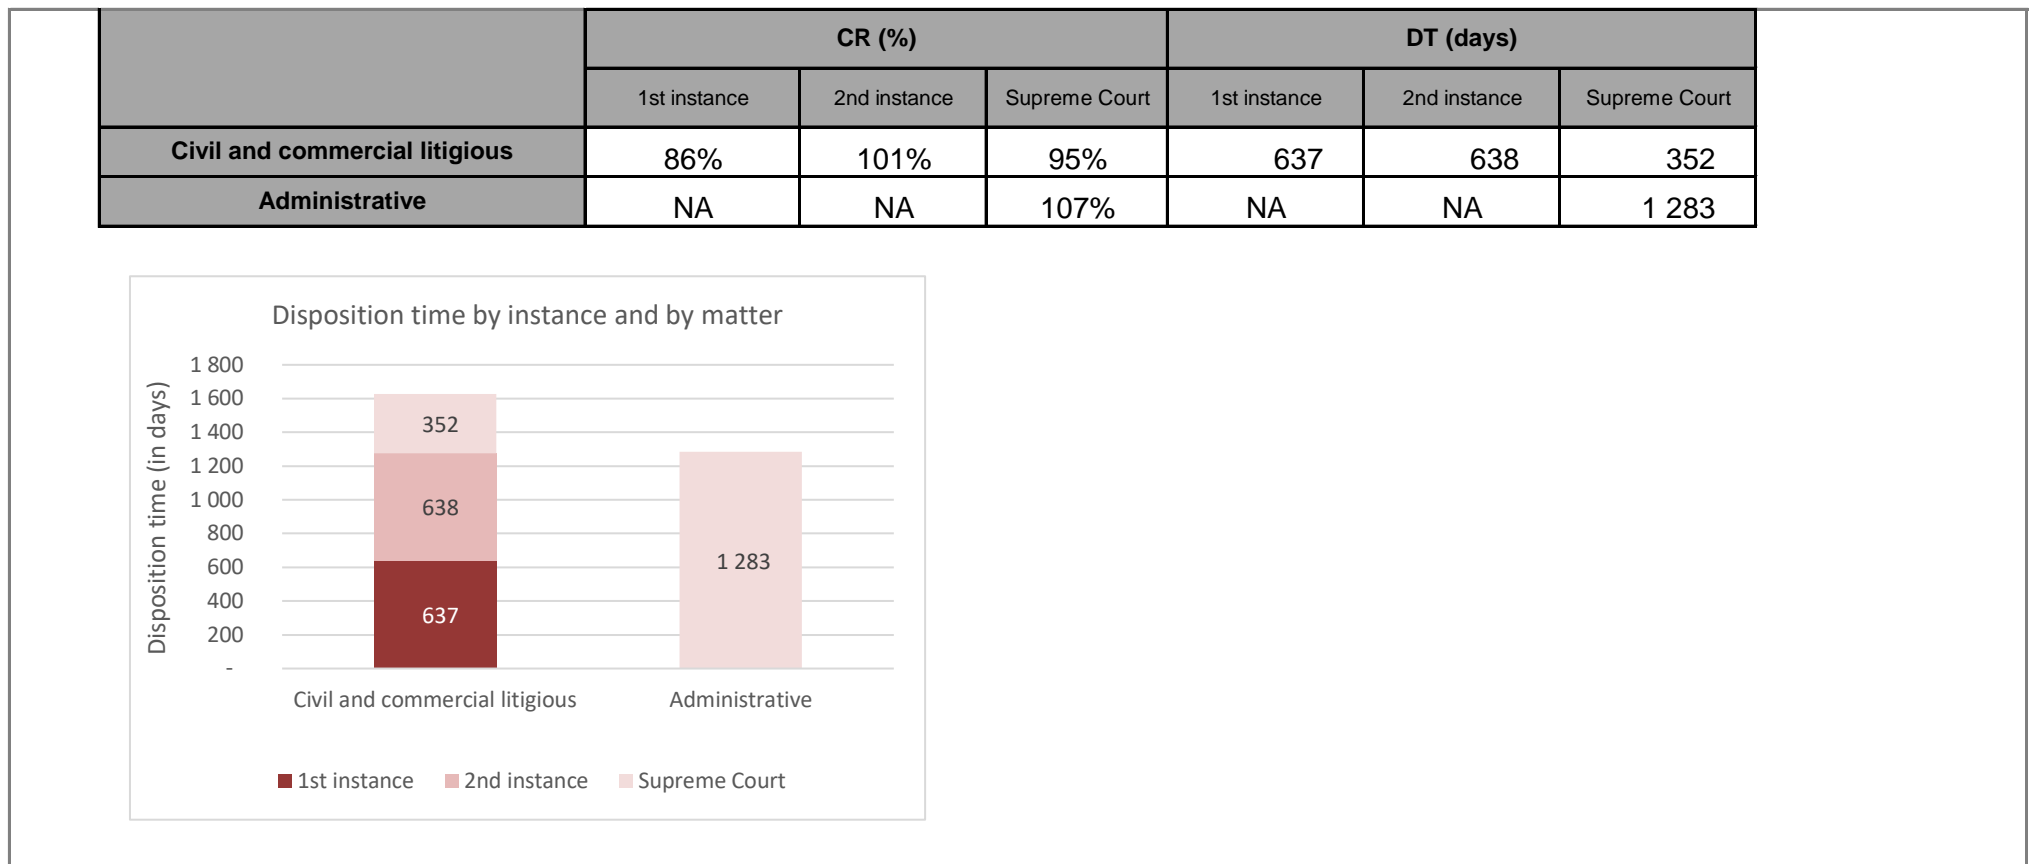 CR (%) DT (days)
1st instance 2nd instance Supreme Court 1st instance 2nd instance Supreme Court
Civil and commercial litigious 86% 101% 95% 637 638 352
Administrative NA NA 107% NA NA 1 283
Disposition time by instance and by matter
Disposition time (in days)
1 800
1 600
1 400
1 200
1 000
800
600
400
200
-
352
638
637
1 283
Civil and commercial litigious Administrative
1st instance 2nd instance Supreme Court